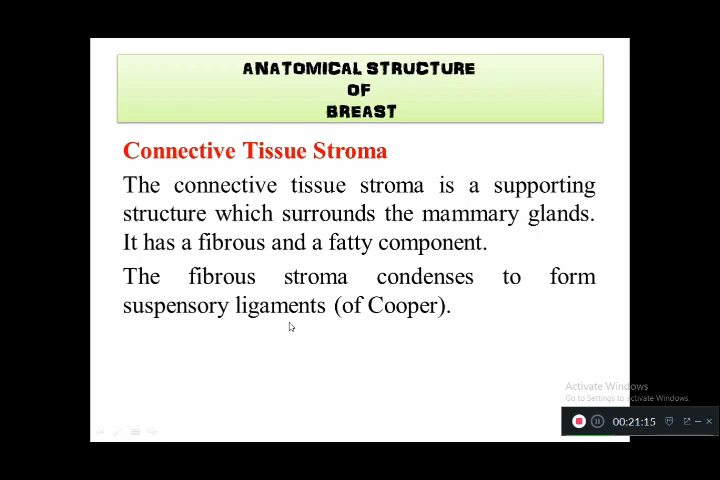 ANATOMICAL STRUCTURE
OF
BREAST
Connective Tissue Stroma
The connective tissue stroma is a supporting
structure which surrounds the mammary glands.
It has a fibrous and a fatty component.
The fibrous stroma condenses to form
suspensory ligaments (of Cooper).
Activate Windows
Go to Settings to activate Windows.
00:21:15